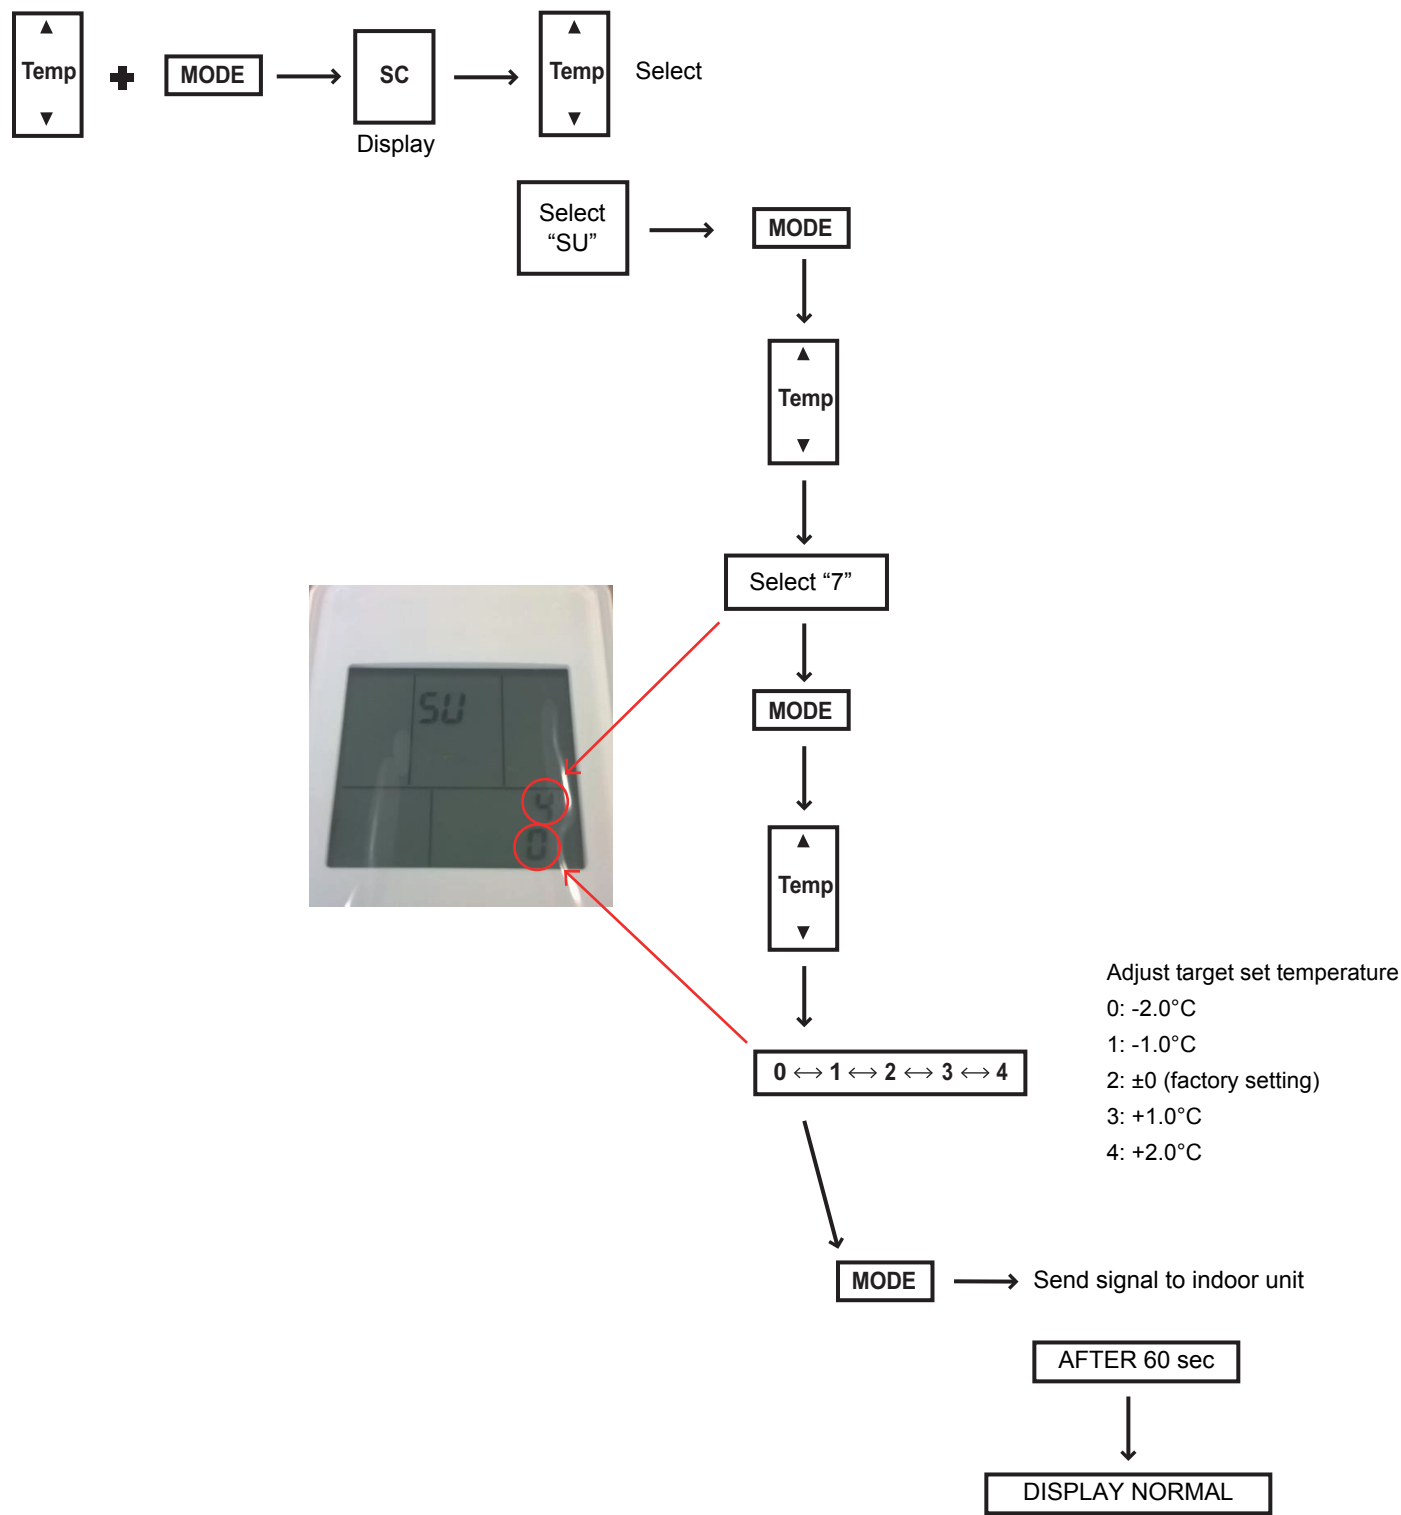 ▲
Temp
▼
+
MODE
SC
Display
▲
Temp
▼
Select
Select
“SU”
MODE
▲
Temp
▼
Select “7”
SU
4
0
MODE
▲
Temp
▼
0 ↔ 1 ↔ 2 ↔ 3 ↔ 4
Adjust target set temperature
0: -2.0°C
1: -1.0°C
2: ±0 (factory setting)
3: +1.0°C
4: +2.0°C
MODE
Send signal to indoor unit
AFTER 60 sec
DISPLAY NORMAL